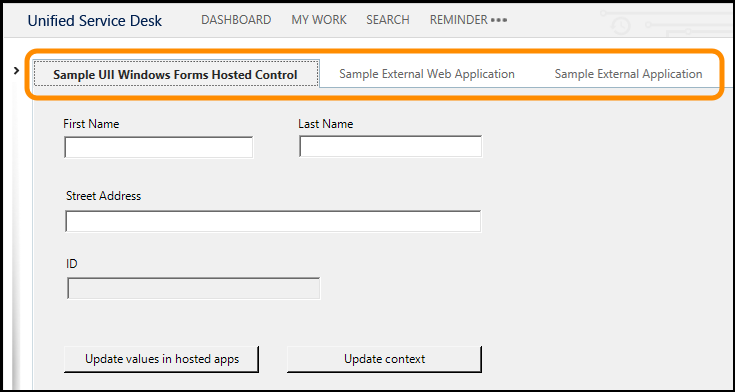 Unified Service Desk DASHBOARD MY WORK SEARCH REMINDER •••
Sample UII Windows Forms Hosted Control Sample External Web Application Sample External Application
First Name Last Name
Street Address
ID
Update values in hosted apps Update context